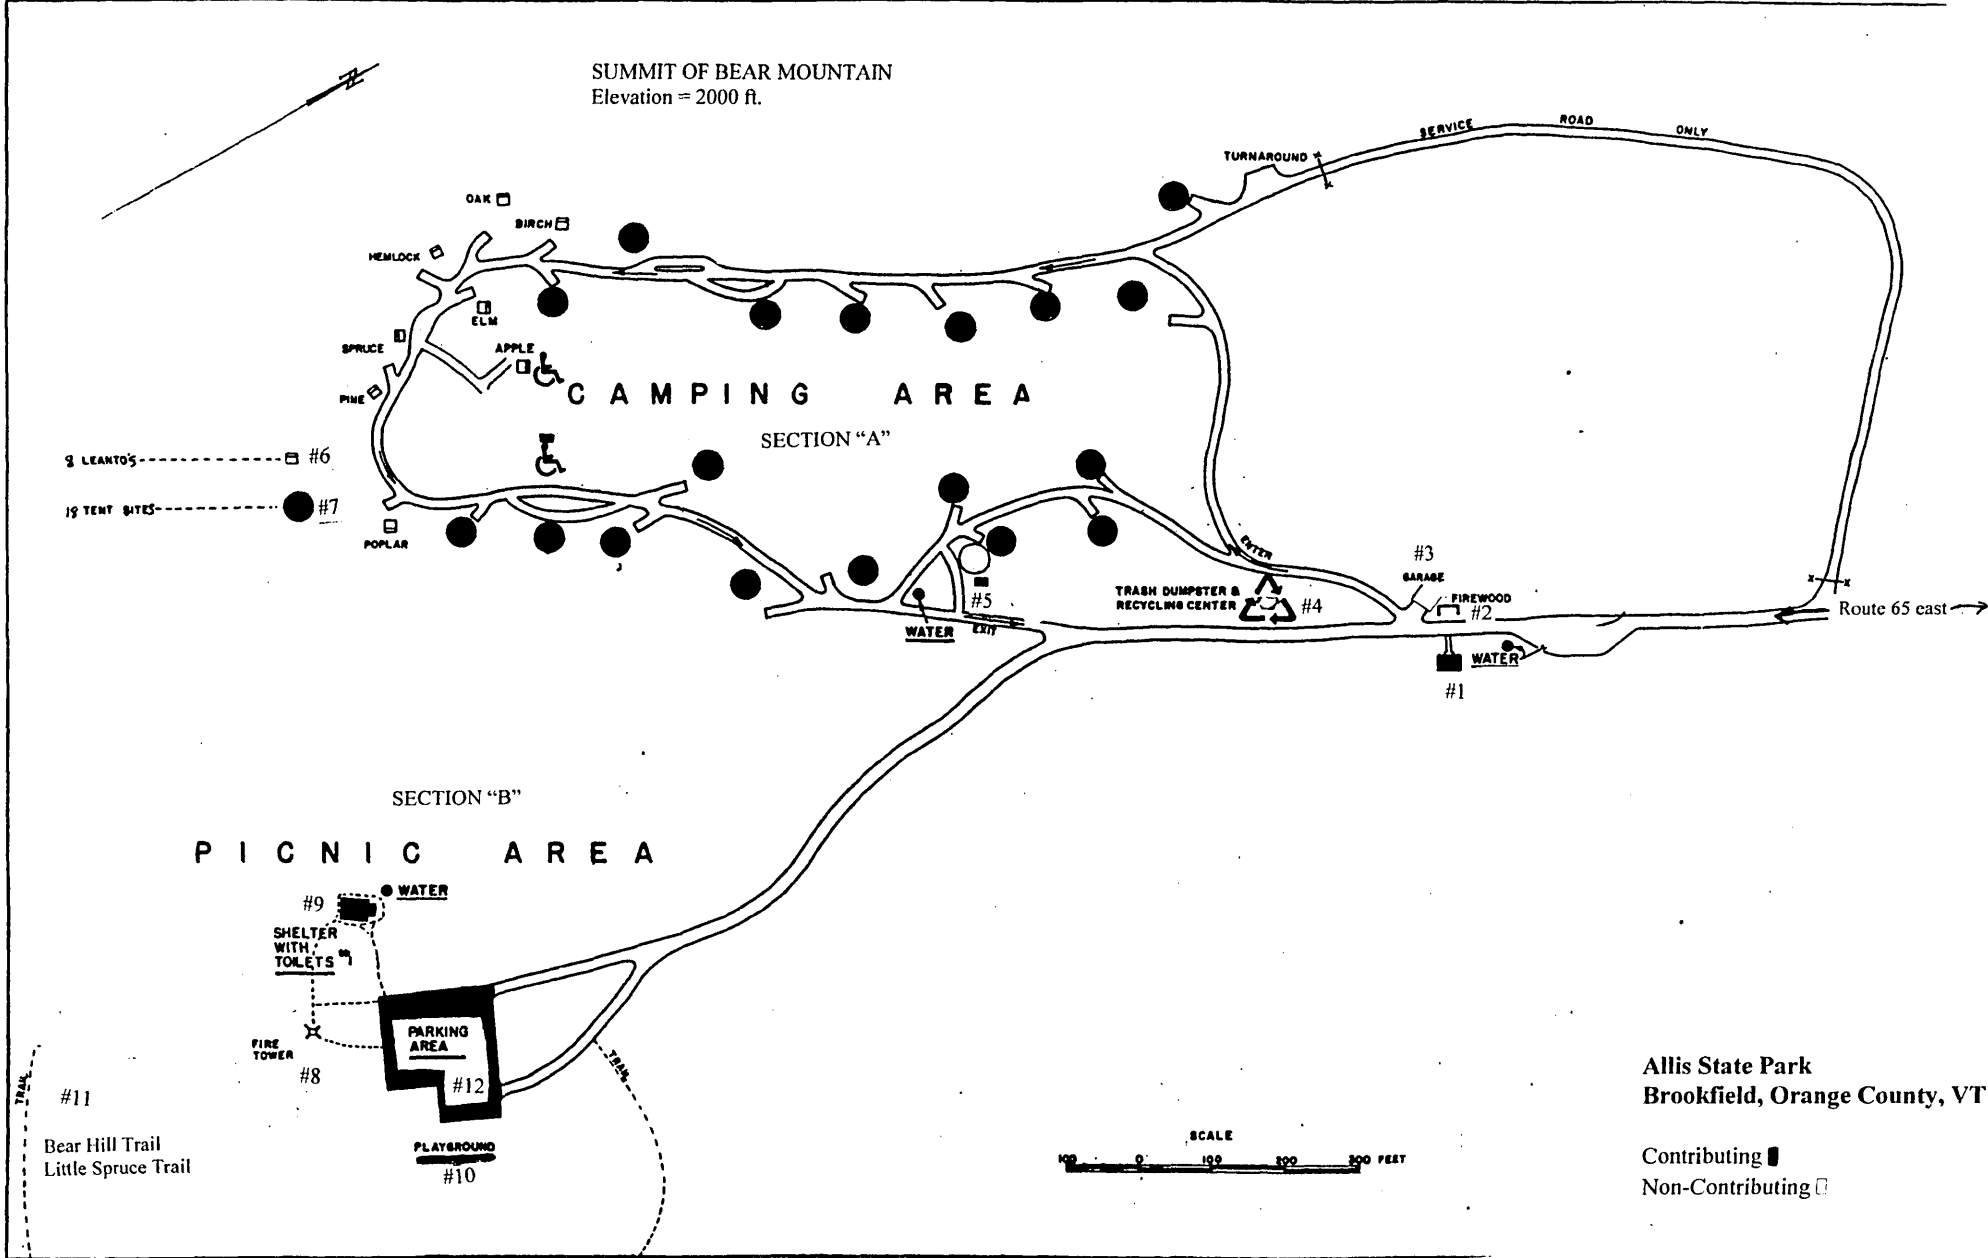 N
SUMMIT OF BEAR MOUNTAIN
Elevation = 2000 ft.
SERVICE ROAD ONLY
TURNAROUND
OAK
BIRCH
HEMLOCK
ELM
SPRUCE
APPLE
PINE
CAMPING AREA
SECTION "A"
8 LEANTO'S #6
18 TENT SITES #7
POPLAR
ENTER
#3
GARAGE
FIREWOOD
#2
TRASH DUMPSTER &
RECYCLING CENTER
#4
#5
WATER
EXIT
Route 65 east
WATER
#1
SECTION "B"
PICNIC AREA
WATER
#9
SHELTER
WITH
TOILETS
PARKING
AREA
#12
FIRE
TOWER
#8
TRAIL
TRAIL
#11
Bear Hill Trail
Little Spruce Trail
PLAYGROUND
#10
SCALE
100 0 100 200 300 FEET
Allis State Park
Brookfield, Orange County, VT
Contributing
Non-Contributing